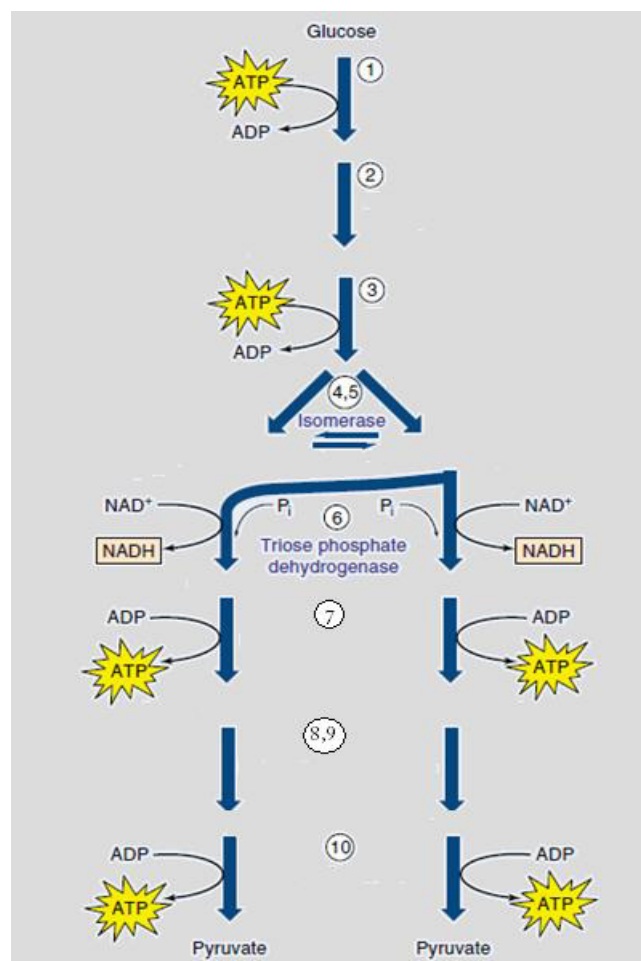 Glucose
ATP
1
ADP
2
ATP
3
ADP
4,5
Isomerase
NAD+
Pi
Pi
NAD+
6
NADH
Triose phosphate
dehydrogenase
NADH
ADP
7
ADP
ATP
ATP
8,9
ADP
10
ADP
ATP
ATP
Pyruvate
Pyruvate